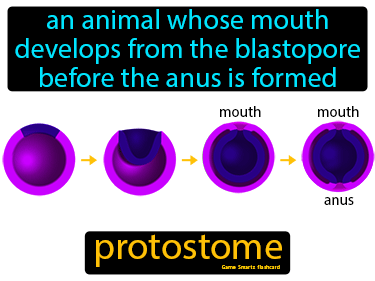 an animal whose mouth
develops from the blastopore
before the anus is formed
mouth
mouth
anus
protostome
Game Smartz flashcard